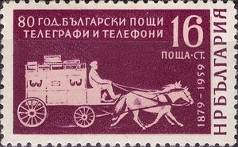 80 ГОД. БЪЛГАРСКИ ПОЩИ
ТЕЛЕГРАФИ И ТЕЛЕФОНИ
16
ПОЩА·СТ.
1879-1959
НРБЪЛГАРИЯ